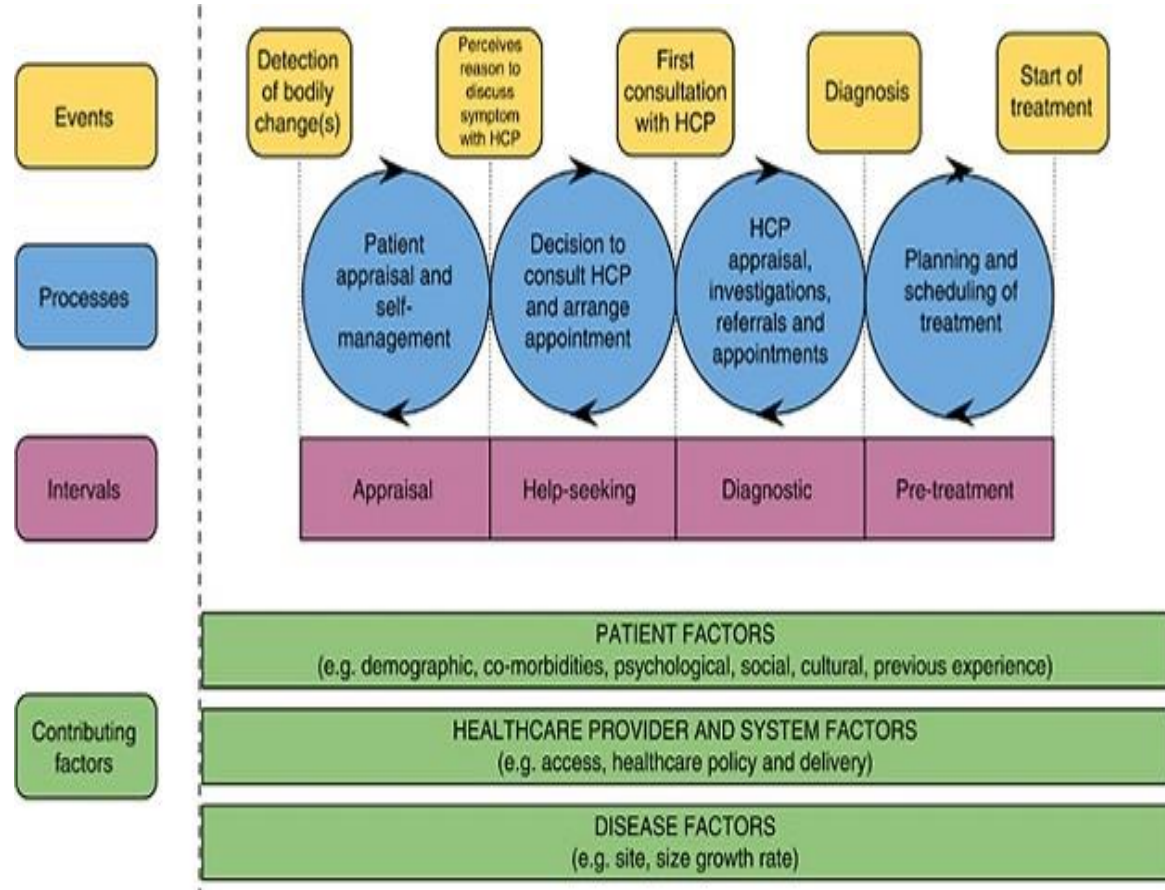 Events
Detection
of bodily
change(s)
Perceives
reason to
discuss
symptom
with HCP
First
consultation
with HCP
Diagnosis
Start of
treatment
Processes
Patient
appraisal and
self-
management
Decision to
consult HCP
and arrange
appointment
HCP
appraisal,
investigations,
referrals and
appointments
Planning and
scheduling of
treatment
Intervals
Appraisal
Help-seeking
Diagnostic
Pre-treatment
Contributing
factors
PATIENT FACTORS
(e.g. demographic, co-morbidities, psychological, social, cultural, previous experience)
HEALTHCARE PROVIDER AND SYSTEM FACTORS
(e.g. access, healthcare policy and delivery)
DISEASE FACTORS
(e.g. site, size growth rate)